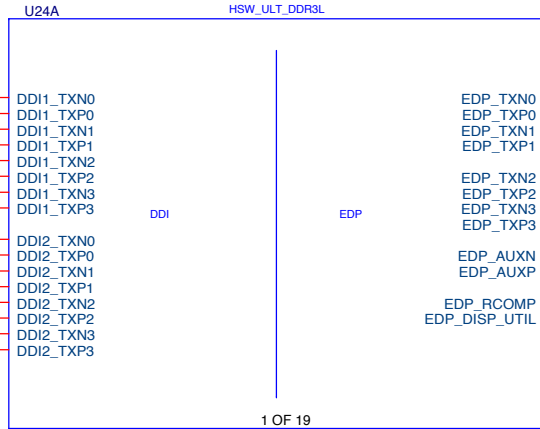 U24A
HSW_ULT_DDR3L
DDI1_TXN0
DDI1_TXP0
DDI1_TXN1
DDI1_TXP1
DDI1_TXN2
DDI1_TXP2
DDI1_TXN3
DDI1_TXP3
DDI2_TXN0
DDI2_TXP0
DDI2_TXN1
DDI2_TXP1
DDI2_TXN2
DDI2_TXP2
DDI2_TXN3
DDI2_TXP3
DDI
EDP
EDP_TXN0
EDP_TXP0
EDP_TXN1
EDP_TXP1
EDP_TXN2
EDP_TXP2
EDP_TXN3
EDP_TXP3
EDP_AUXN
EDP_AUXP
EDP_RCOMP
EDP_DISP_UTIL
1 OF 19